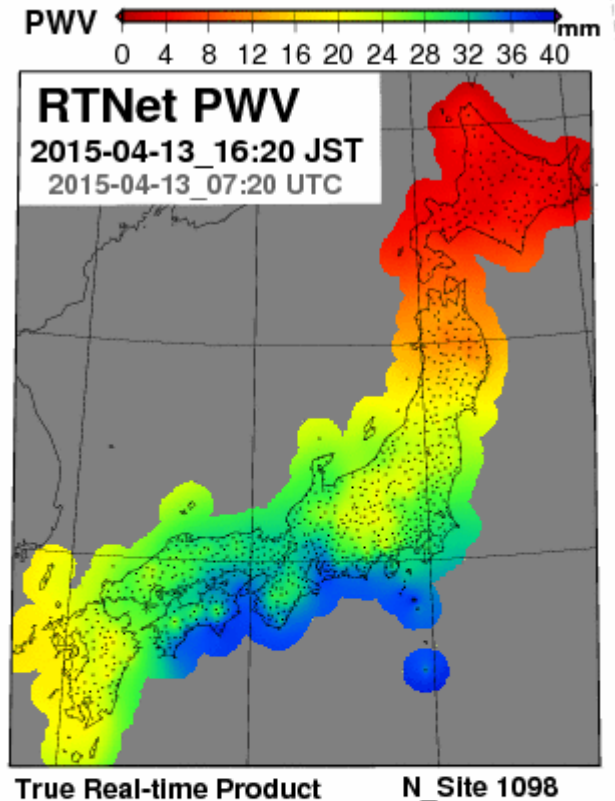 PWV
mm
0 4 8 12 16 20 24 28 32 36 40
RTNet PWV
2015-04-13_16:20 JST
2015-04-13_07:20 UTC
True Real-time Product N_Site 1098